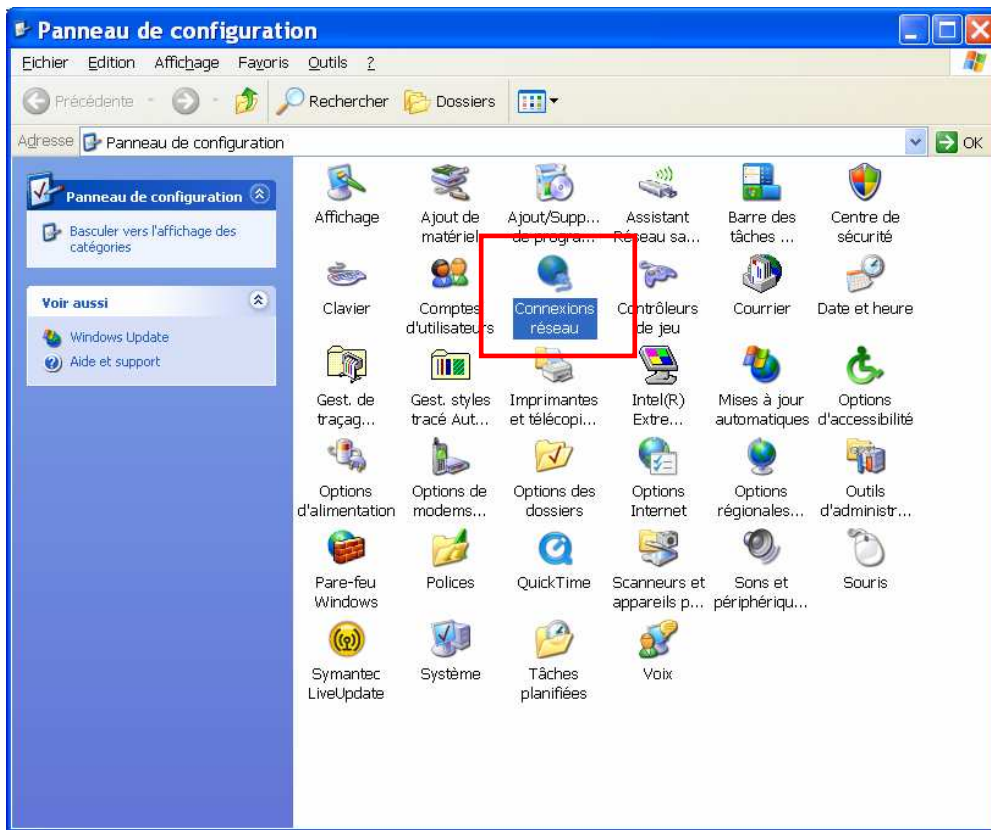 Panneau de configuration
Fichier Edition Affichage Favoris Outils ?
Précédente Rechercher Dossiers
Adresse Panneau de configuration OK
Panneau de configuration
Basculer vers l'affichage des
catégories
Voir aussi
Windows Update
Aide et support
Affichage
Ajout de
matériel
Ajout/Supp...
de progra...
Assistant
Réseau sa...
Barre des
tâches ...
Centre de
sécurité
Clavier
Comptes
d'utilisateurs
Connexions
réseau
Contrôleurs
de jeu
Courrier
Date et heure
Gest. de
traçag...
Gest. styles
tracé Aut...
Imprimantes
et télécopi...
Intel(R)
Extre...
Mises à jour
automatiques
Options
d'accessibilité
Options
d'alimentation
Options de
modems...
Options des
dossiers
Options
Internet
Options
régionales...
Outils
d'administr...
Pare-feu
Windows
Polices
QuickTime
Scanneurs et
appareils p...
Sons et
périphériqu...
Souris
Symantec
LiveUpdate
Système
Tâches
planifiées
Voix